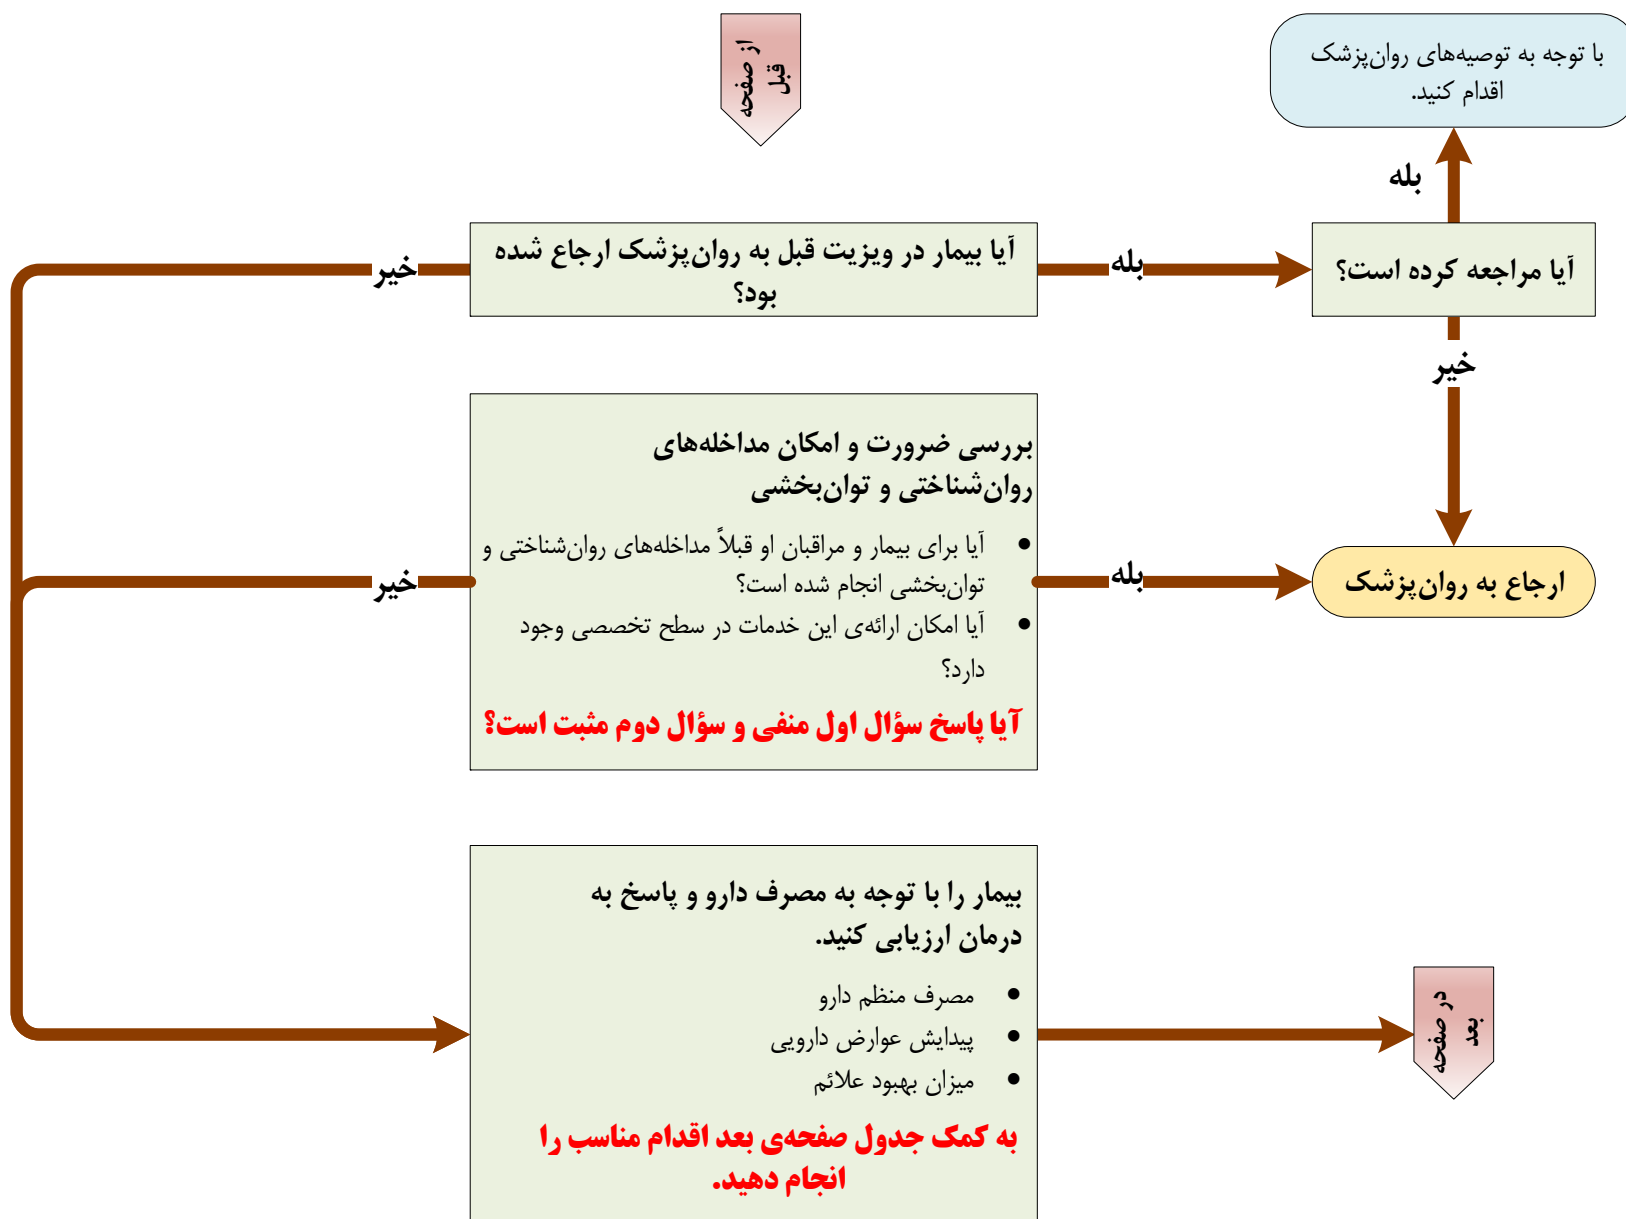 از صفحه
قبل
با توجه به توصیه‌های روان‌پزشک
اقدام کنید.
بله
آیا بیمار در ویزیت قبل به روان‌پزشک ارجاع شده
بود؟
بله
خیر
آیا مراجعه کرده است؟
خیر
بررسی ضرورت و امکان مداخله‌های
روان‌شناختی و توان‌بخشی
• آیا برای بیمار و مراقبان او قبلاً مداخله‌های روان‌شناختی و
توان‌بخشی انجام شده است؟
• آیا امکان ارائه‌ی این خدمات در سطح تخصصی وجود
دارد؟
آیا پاسخ سؤال اول منفی و سؤال دوم مثبت است؟
بله
خیر
ارجاع به روان‌پزشک
بیمار را با توجه به مصرف دارو و پاسخ به
درمان ارزیابی کنید.
• مصرف منظم دارو
• پیدایش عوارض دارویی
• میزان بهبود علائم
به کمک جدول صفحه‌ی بعد اقدام مناسب را
انجام دهید.
در صفحه
بعد